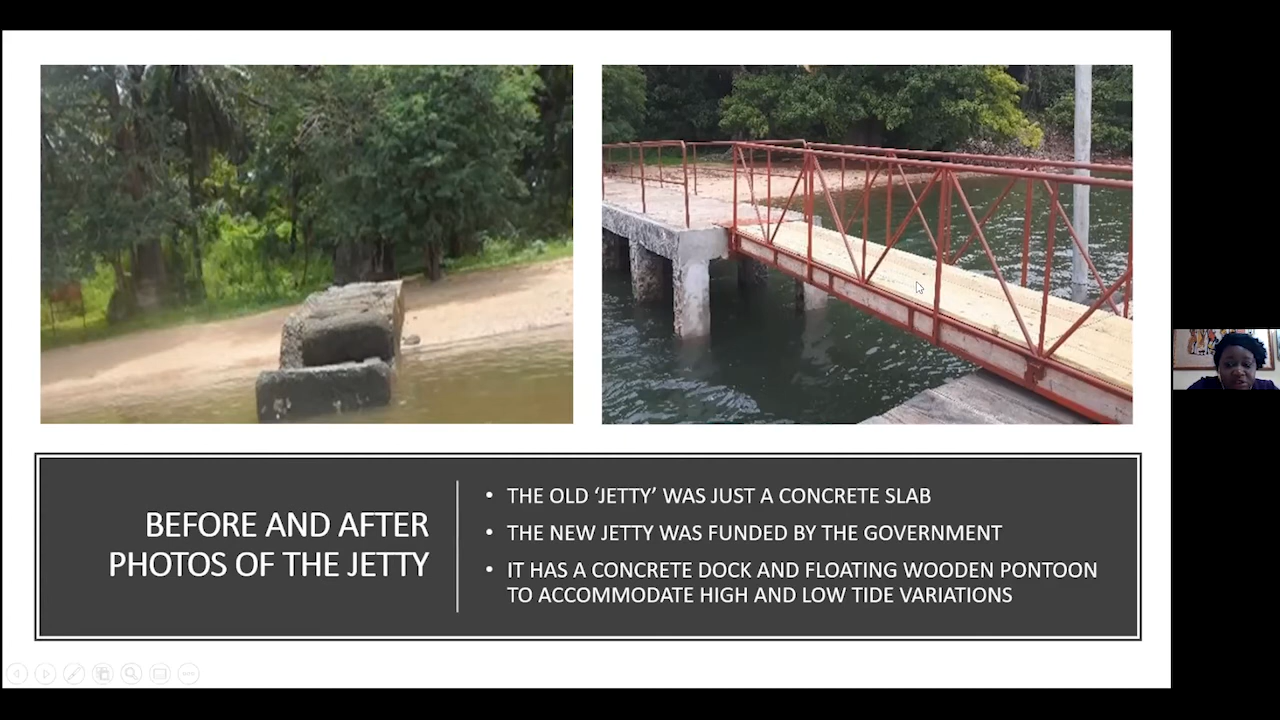 BEFORE AND AFTER
PHOTOS OF THE JETTY
• THE OLD ‘JETTY’ WAS JUST A CONCRETE SLAB
• THE NEW JETTY WAS FUNDED BY THE GOVERNMENT
• IT HAS A CONCRETE DOCK AND FLOATING WOODEN PONTOON
TO ACCOMMODATE HIGH AND LOW TIDE VARIATIONS